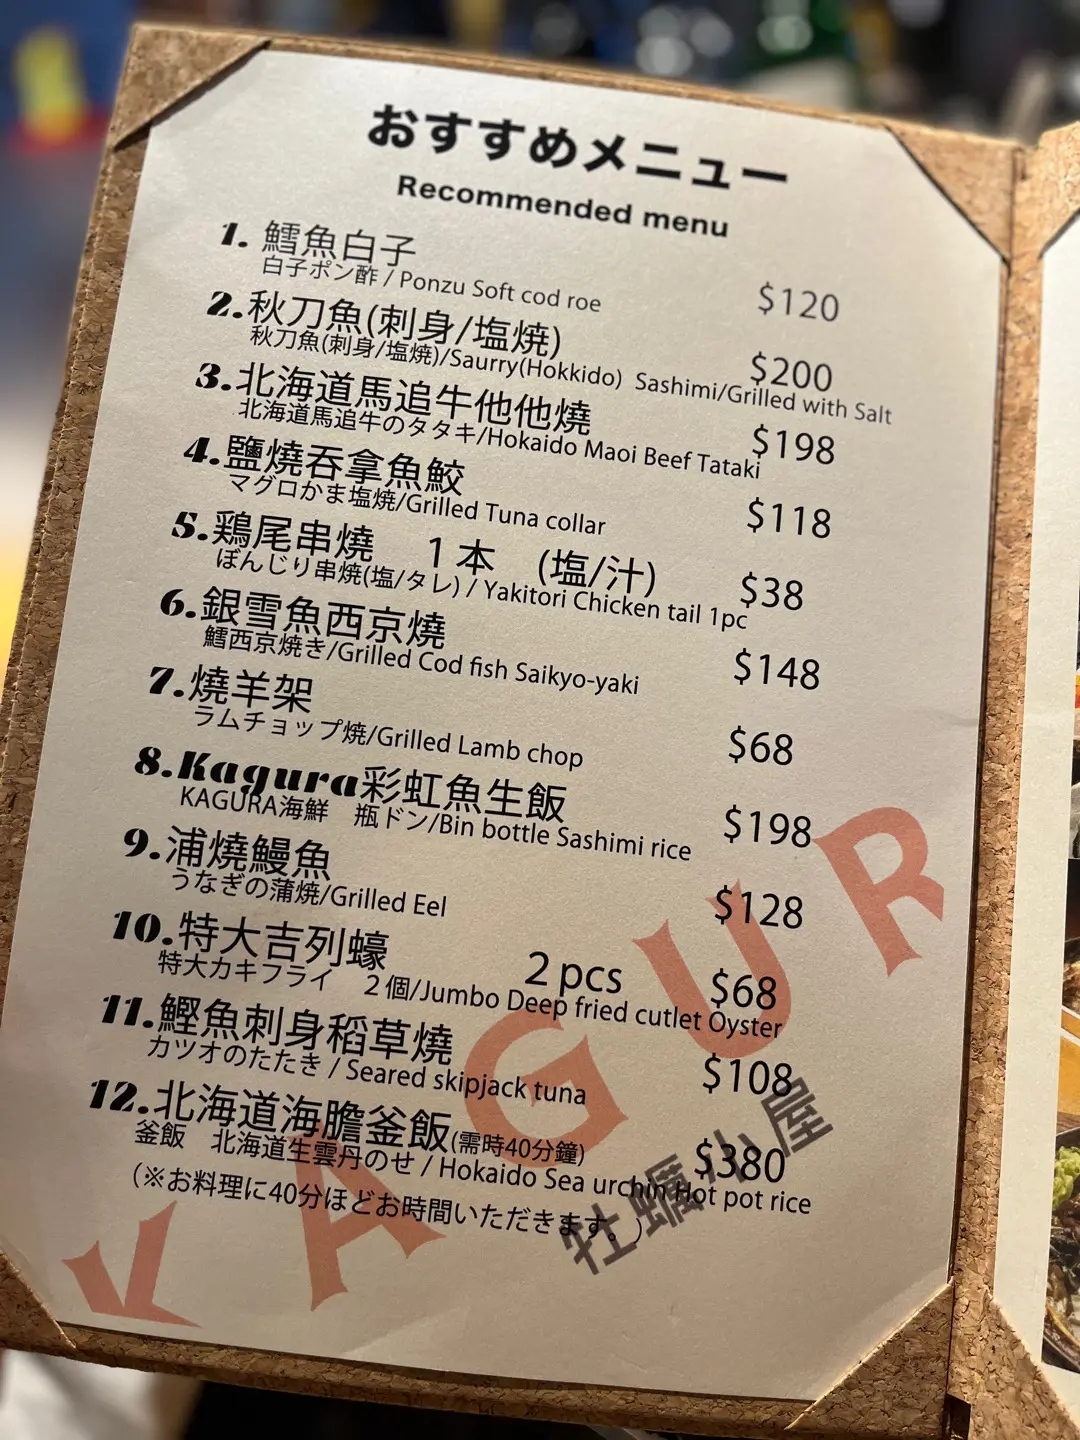 おすすめメニュー
Recommended menu
1. 鱈魚白子
白子ポン酢 / Ponzu Soft cod roe $120
2.秋刀魚(刺身/塩焼)
秋刀魚(刺身/塩焼)/Saurry(Hokkido) Sashimi/Grilled with Salt $200
3.北海道馬追牛他他燒
北海道馬追牛のタタキ/Hokaido Maoi Beef Tataki $198
4.鹽燒吞拿魚鮫
マグロかま塩焼/Grilled Tuna collar $118
5.鶏尾串燒 1本 (塩/汁)
ぼんじり串焼(塩/タレ) / Yakitori Chicken tail 1pc $38
6.銀雪魚西京燒
鱈西京焼き/Grilled Cod fish Saikyo-yaki $148
7.燒羊架
ラムチョップ焼/Grilled Lamb chop $68
8.Kagura彩虹魚生飯
KAGURA海鮮 瓶ドン/Bin bottle Sashimi rice $198
9.浦燒鰻魚
うなぎの蒲焼/Grilled Eel $128
10.特大吉列蠔 2 pcs $68
特大カキフライ 2個/Jumbo Deep fried cutlet Oyster
11.鰹魚刺身稻草燒
カツオのたたき / Seared skipjack tuna $108
12.北海道海膽釜飯(需時40分鐘) $380
釜飯 北海道生雲丹のせ / Hokaido Sea urchin Hot pot rice
(※お料理に40分ほどお時間いただきます。)
KAGUR
牡蠣小屋